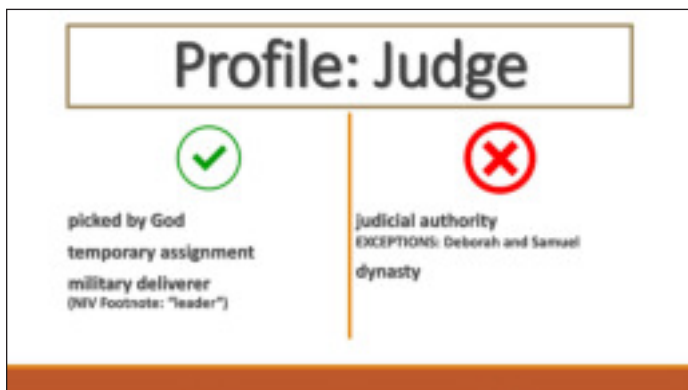 Profile: Judge
picked by God
temporary assignment
military deliverer
(NIV Footnote: "leader")
judicial authority
EXCEPTIONS: Deborah and Samuel
dynasty